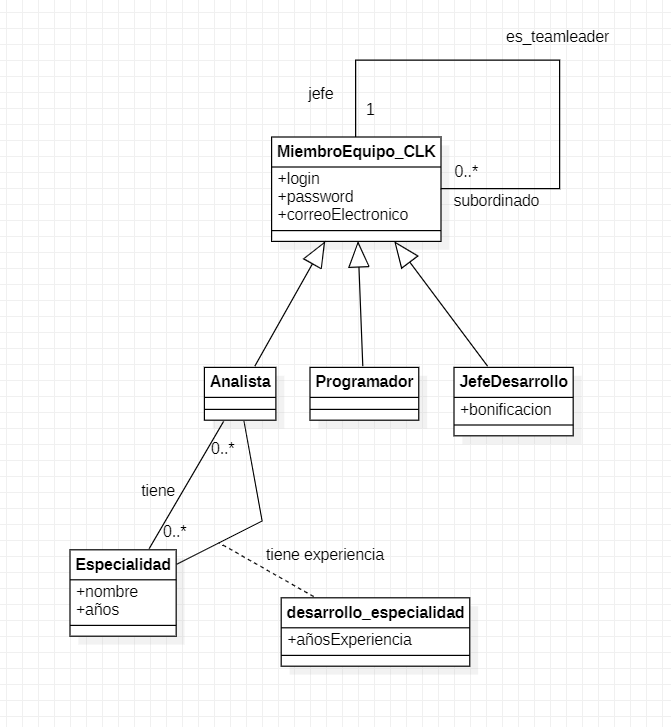 es_teamleader
jefe
1
MiembroEquipo_CLK
+login
+password
+correoElectronico
0..*
subordinado
Analista
Programador
JefeDesarrollo
+bonificacion
0..*
tiene
0..*
Especialidad
+nombre
+años
tiene experiencia
desarrollo_especialidad
+añosExperiencia